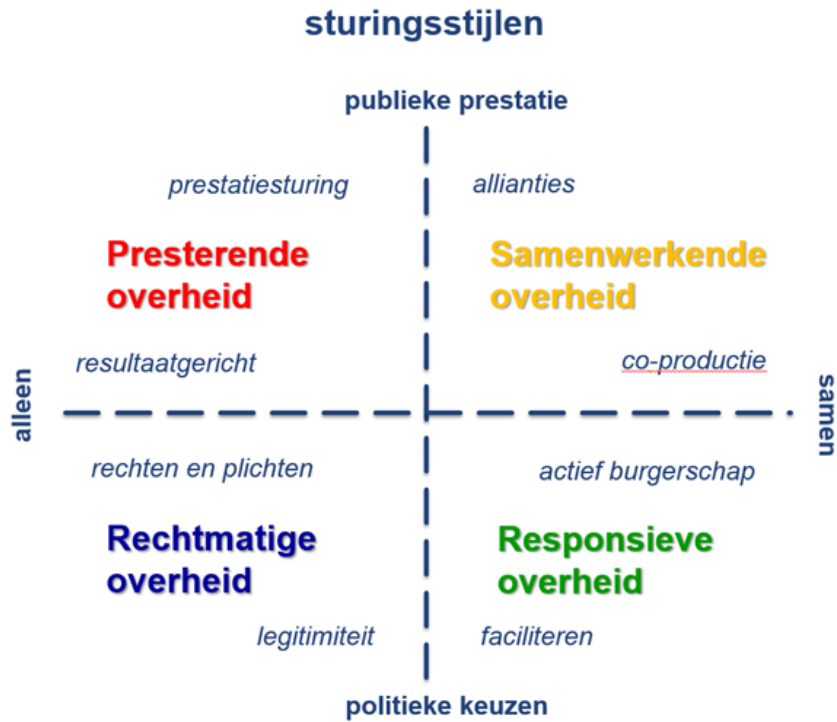 sturingsstijlen
publieke prestatie
prestatiesturing
allianties
Presterende
overheid
Samenwerkende
overheid
resultaatgericht
co-productie
alleen
samen
rechten en plichten
actief burgerschap
Rechtmatige
overheid
Responsieve
overheid
legitimiteit
faciliteren
politieke keuzen